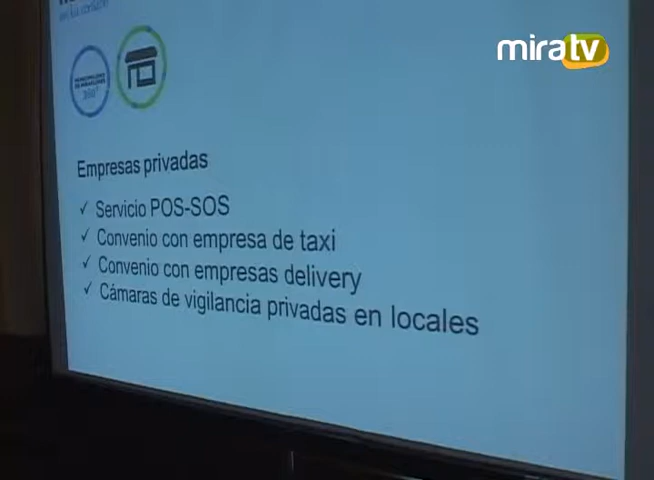 miratv
Empresas privadas
✓ Servicio POS-SOS
✓ Convenio con empresa de taxi
✓ Convenio con empresas delivery
✓ Cámaras de vigilancia privadas en locales